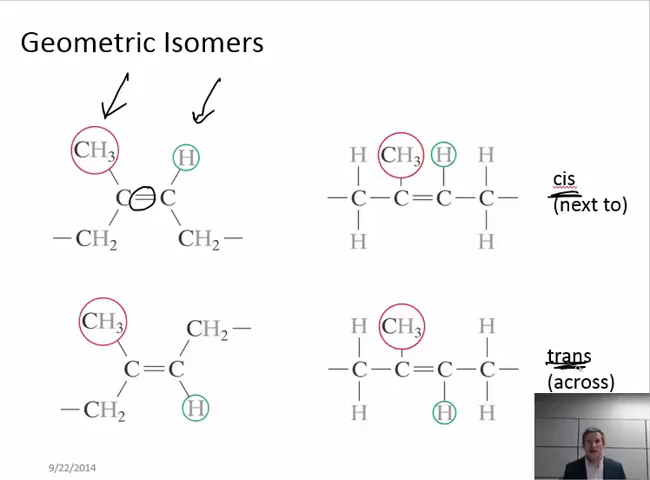 Geometric Isomers
CH3 H
C=C
—CH2 CH2—
H CH3 H H
—C—C=C—C—
H H
cis
(next to)
CH3 CH2—
C=C
—CH2 H
H CH3 H
—C—C=C—C—
H H H
trans
(across)
9/22/2014